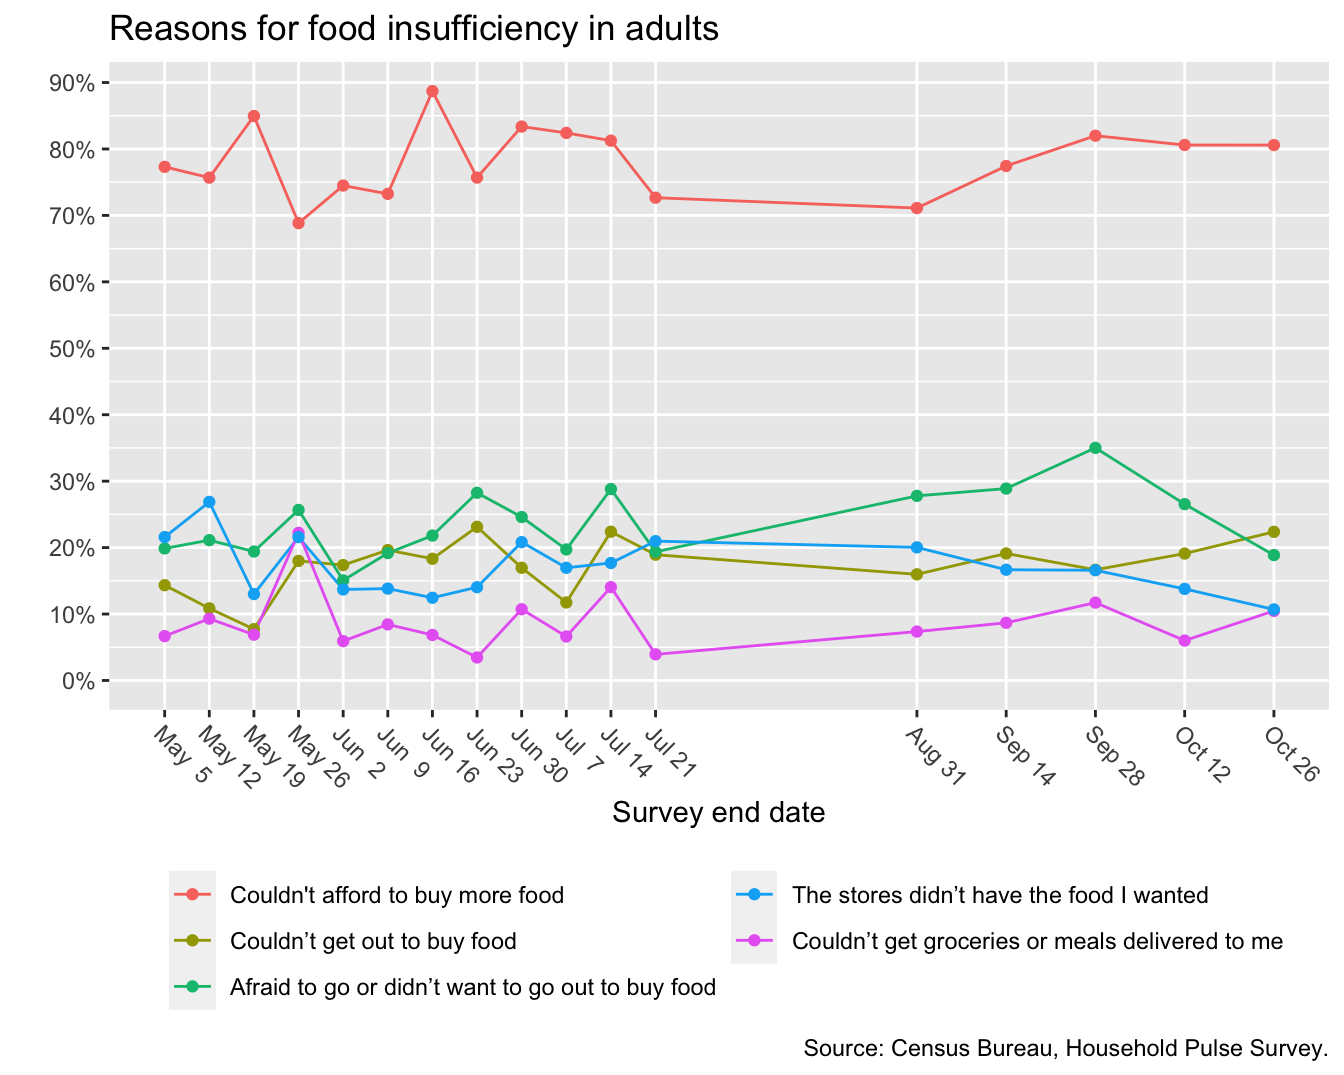 Reasons for food insufficiency in adults
90%
80%
70%
60%
50%
40%
30%
20%
10%
0%
May 5
May 12
May 19
May 26
Jun 2
Jun 9
Jun 16
Jun 23
Jun 30
Jul 7
Jul 14
Jul 21
Aug 31
Sep 14
Sep 28
Oct 12
Oct 26
Survey end date
Couldn't afford to buy more food
Couldn’t get out to buy food
Afraid to go or didn’t want to go out to buy food
The stores didn’t have the food I wanted
Couldn’t get groceries or meals delivered to me
Source: Census Bureau, Household Pulse Survey.